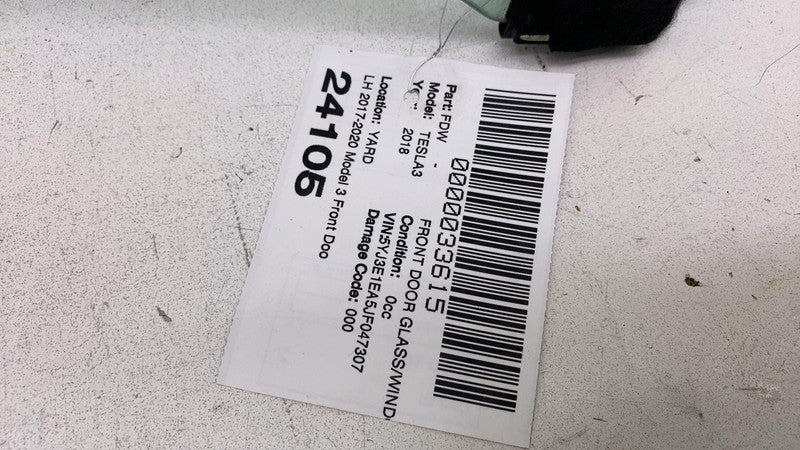 0000033615
Part: FDW - FRONT DOOR GLASS/WIND
Model: TESLA3 Condition: 0cc
2018 VIN:5YJ3E1EA5JF047307
Damage Code: 000
Location: YARD
LH 2017-2020 Model 3 Front Doo
24105